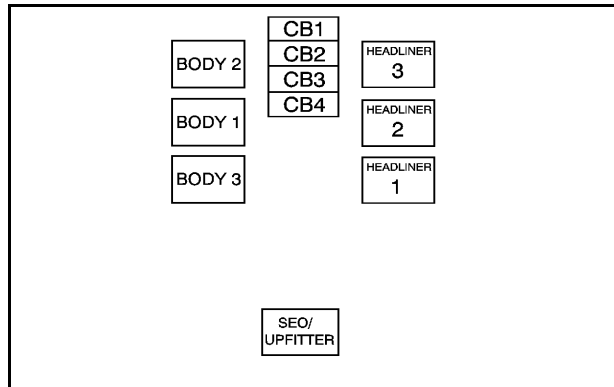 CB1
BODY 2
CB2
HEADLINER
3
CB3
CB4
BODY 1
HEADLINER
2
BODY 3
HEADLINER
1
SEO/
UPFITTER